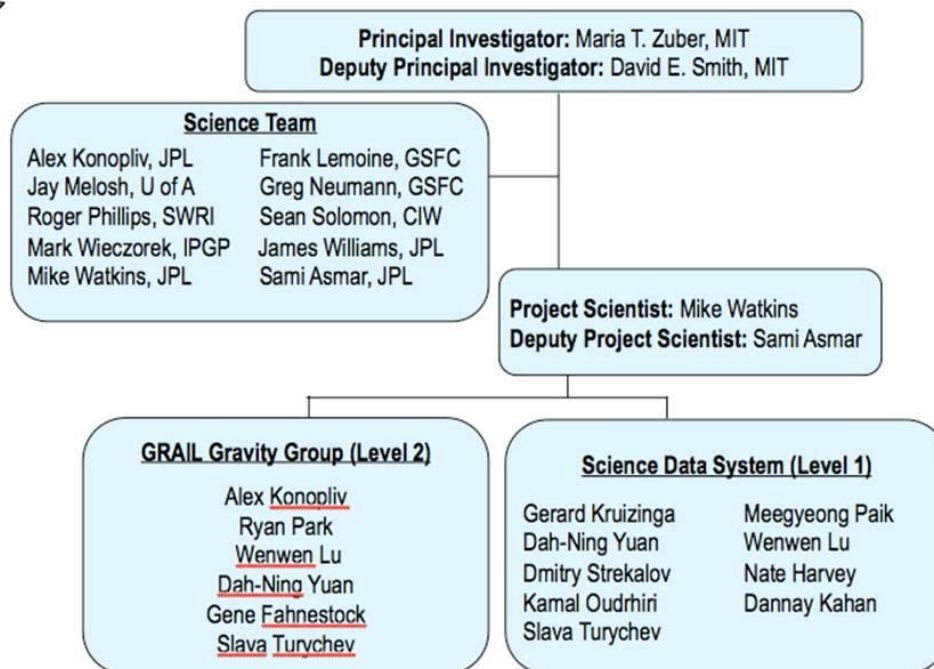 Principal Investigator: Maria T. Zuber, MIT
Deputy Principal Investigator: David E. Smith, MIT
Science Team
Alex Konopliv, JPL
Jay Melosh, U of A
Roger Phillips, SWRI
Mark Wieczorek, IPGP
Mike Watkins, JPL
Frank Lemoine, GSFC
Greg Neumann, GSFC
Sean Solomon, CIW
James Williams, JPL
Sami Asmar, JPL
Project Scientist: Mike Watkins
Deputy Project Scientist: Sami Asmar
GRAIL Gravity Group (Level 2)
Alex Konopliv
Ryan Park
Wenwen Lu
Dah-Ning Yuan
Gene Fahnestock
Slava Turychev
Science Data System (Level 1)
Gerard Kruizinga
Dah-Ning Yuan
Dmitry Strekalov
Kamal Oudrhiri
Slava Turychev
Meegyeong Paik
Wenwen Lu
Nate Harvey
Dannay Kahan